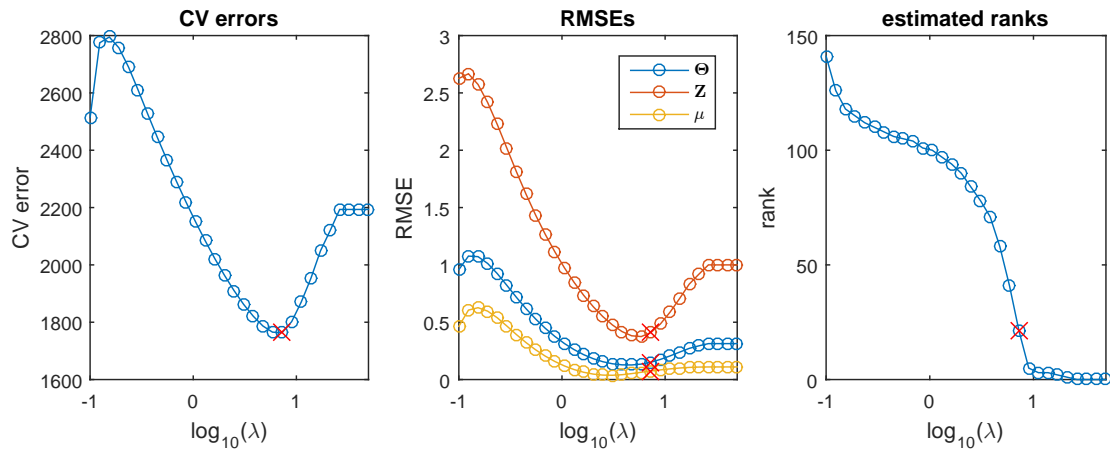 CV errors
2800
2600
2400
2200
2000
1800
1600
CV error
-1
0
1
log10(λ)
RMSEs
3
2.5
2
1.5
1
0.5
0
RMSE
Θ
Z
μ
-1
0
1
log10(λ)
estimated ranks
150
100
50
0
rank
-1
0
1
log10(λ)